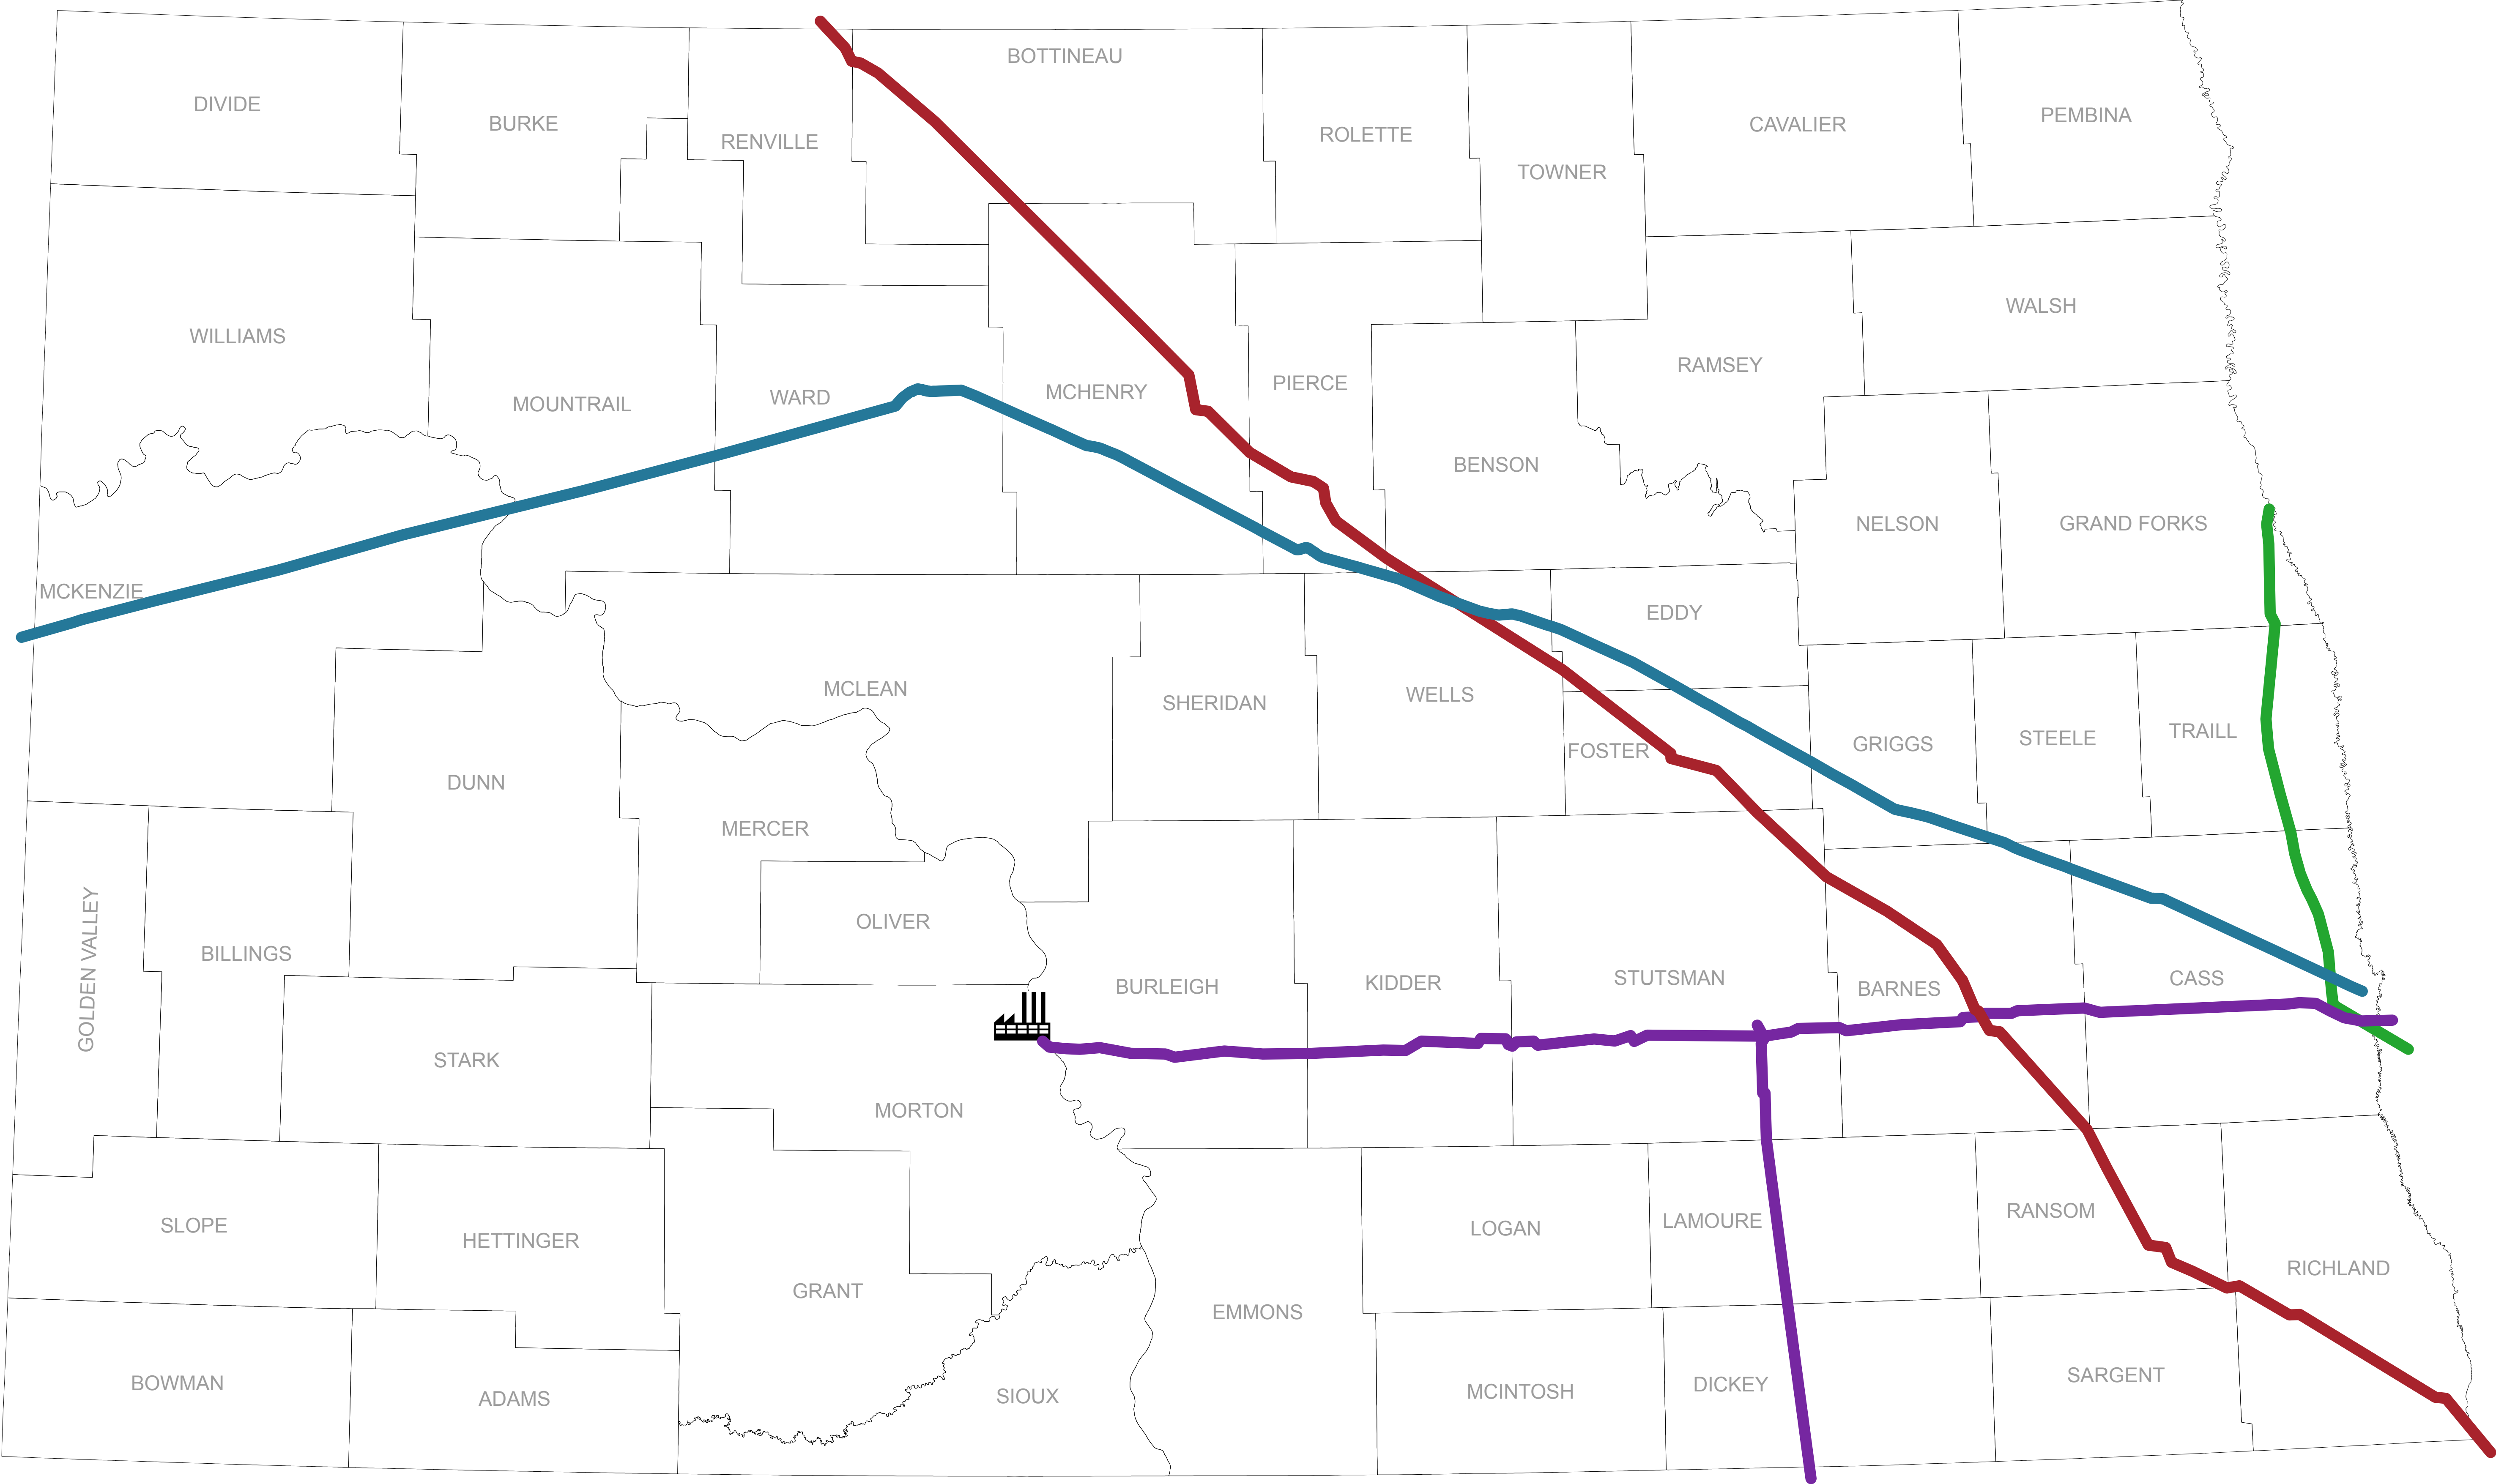 BOTTINEAU
DIVIDE
PEMBINA
BURKE
CAVALIER
ROLETTE
RENVILLE
TOWNER
WALSH
WILLIAMS
RAMSEY
PIERCE
MCHENRY
WARD
MOUNTRAIL
BENSON
NELSON
GRAND FORKS
MCKENZIE
EDDY
MCLEAN
WELLS
SHERIDAN
TRAILL
STEELE
GRIGGS
FOSTER
DUNN
MERCER
OLIVER
GOLDEN VALLEY
BILLINGS
BURLEIGH
KIDDER
STUTSMAN
CASS
BARNES
STARK
MORTON
RANSOM
LAMOURE
SLOPE
LOGAN
HETTINGER
RICHLAND
GRANT
EMMONS
SARGENT
BOWMAN
DICKEY
MCINTOSH
SIOUX
ADAMS